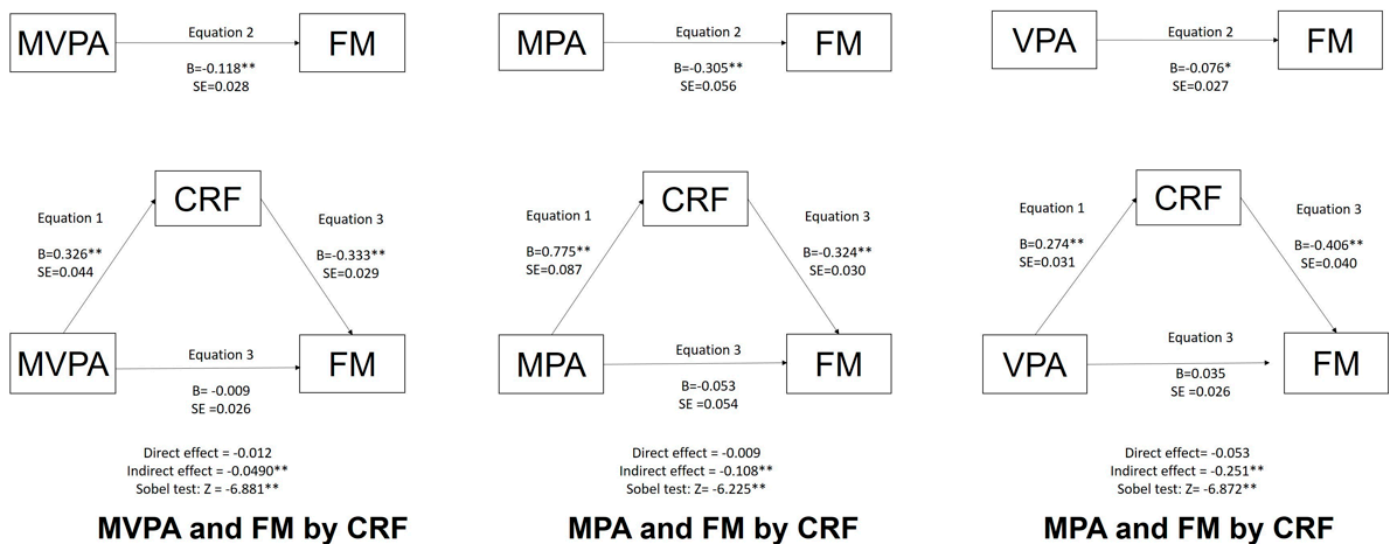 MVPA
Equation 2
FM
B=-0.118**
SE=0.028
CRF
Equation 1
Equation 3
B=0.326**
SE=0.044
B=-0.333**
SE=0.029
MVPA
Equation 3
FM
B= -0.009
SE =0.026
Direct effect = -0.012
Indirect effect = -0.0490**
Sobel test: Z = -6.881**
MVPA and FM by CRF
MPA
Equation 2
FM
B=-0.305**
SE=0.056
CRF
Equation 1
Equation 3
B=0.775**
SE=0.087
B=-0.324**
SE=0.030
MPA
Equation 3
FM
B=-0.053
SE =0.054
Direct effect = -0.009
Indirect effect = -0.108**
Sobel test: Z= -6.225**
MPA and FM by CRF
VPA
Equation 2
FM
B=-0.076*
SE=0.027
CRF
Equation 1
Equation 3
B=0.274**
SE=0.031
B=-0.406**
SE=0.040
VPA
Equation 3
FM
B=0.035
SE =0.026
Direct effect= -0.053
Indirect effect = -0.251**
Sobel test: Z= -6.872**
MPA and FM by CRF